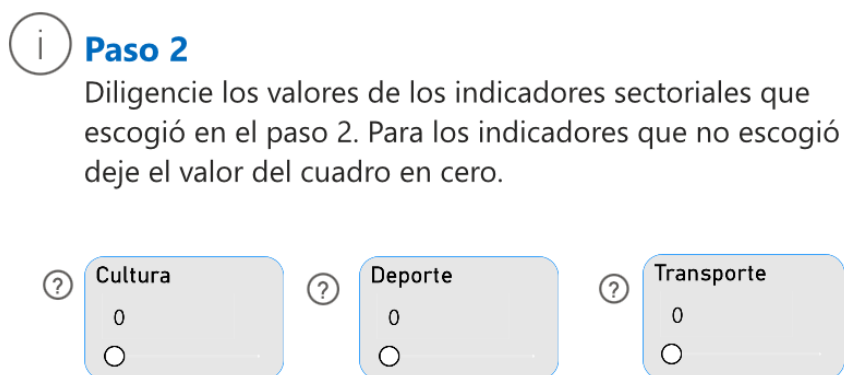 i
Paso 2
Diligencie los valores de los indicadores sectoriales que
escogió en el paso 2. Para los indicadores que no escogió
deje el valor del cuadro en cero.
? Cultura ? Deporte ? Transporte
0 0 0